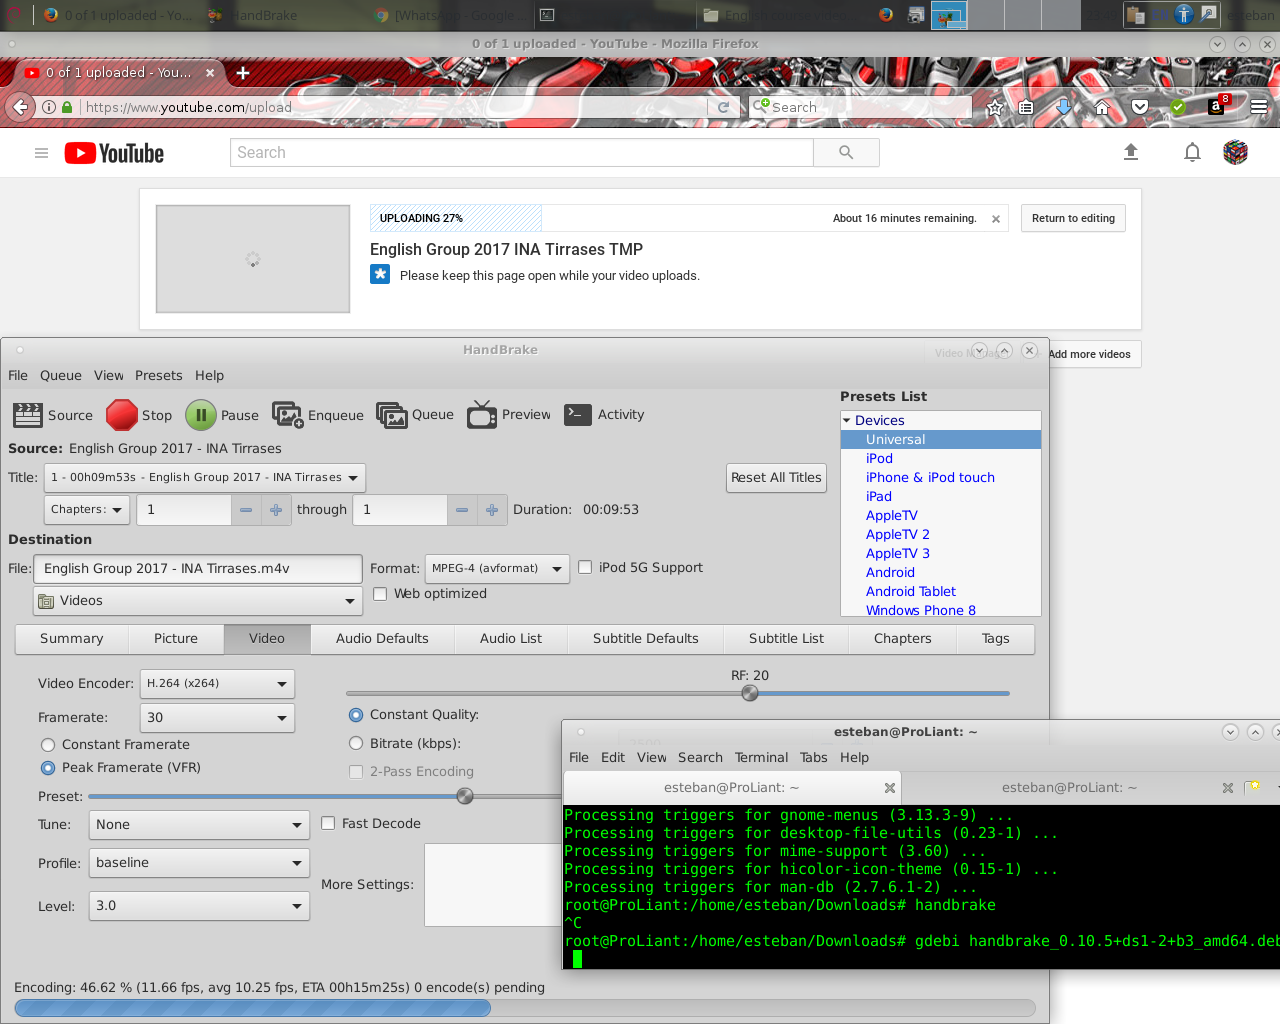 0 of 1 uploaded - Yo...
HandBrake
[WhatsApp - Google ...
esteban
0 of 1 uploaded - YouTube - Mozilla Firefox
0 of 1 uploaded - You...
https://www.youtube.com/upload
Search
8
YouTube
Search
UPLOADING 27%
About 16 minutes remaining.
Return to editing
English Group 2017 INA Tirrases TMP
Please keep this page open while your video uploads.
Add more videos
HandBrake
File Queue View Presets Help
Source Stop Pause Enqueue Queue Preview Activity
Presets List
Devices
Universal
iPod
iPhone & iPod touch
iPad
AppleTV
AppleTV 2
AppleTV 3
Android
Android Tablet
Windows Phone 8
Source: English Group 2017 - INA Tirrases
Title: 1 - 00h09m53s - English Group 2017 - INA Tirrases
Reset All Titles
Chapters: 1 through 1 Duration: 00:09:53
Destination
File: English Group 2017 - INA Tirrases.m4v
Format: MPEG-4 (avformat)
iPod 5G Support
Videos
Web optimized
Summary Picture Video Audio Defaults Audio List Subtitle Defaults Subtitle List Chapters Tags
Video Encoder: H.264 (x264)
RF: 20
Framerate: 30
Constant Quality:
Constant Framerate
Bitrate (kbps):
Peak Framerate (VFR)
2-Pass Encoding
Preset:
Tune: None
Fast Decode
Profile: baseline
More Settings:
Level: 3.0
Encoding: 46.62 % (11.66 fps, avg 10.25 fps, ETA 00h15m25s) 0 encode(s) pending
esteban@ProLiant: ~
File Edit View Search Terminal Tabs Help
esteban@ProLiant: ~
esteban@ProLiant: ~
Processing triggers for gnome-menus (3.13.3-9) ...
Processing triggers for desktop-file-utils (0.23-1) ...
Processing triggers for mime-support (3.60) ...
Processing triggers for hicolor-icon-theme (0.15-1) ...
Processing triggers for man-db (2.7.6.1-2) ...
root@ProLiant:/home/esteban/Downloads# handbrake
^C
root@ProLiant:/home/esteban/Downloads# gdebi handbrake_0.10.5+ds1-2+b3_amd64.deb